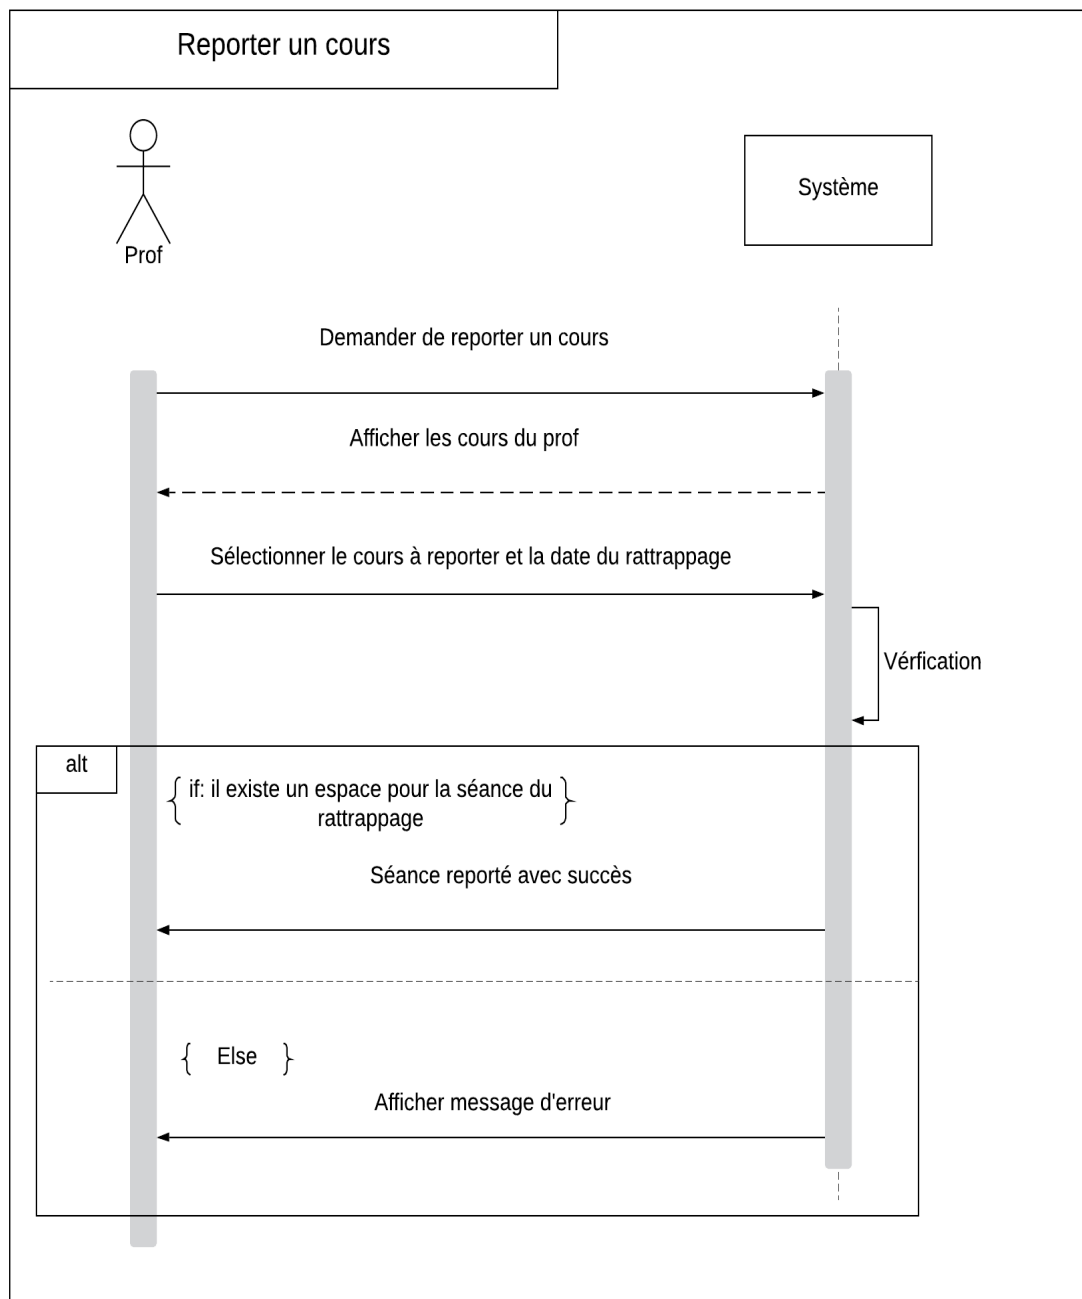 Reporter un cours
Prof
Système
Demander de reporter un cours
Afficher les cours du prof
Sélectionner le cours à reporter et la date du rattrappage
Vérfication
alt
if: il existe un espace pour la séance du
rattrappage
Séance reporté avec succès
Else
Afficher message d'erreur